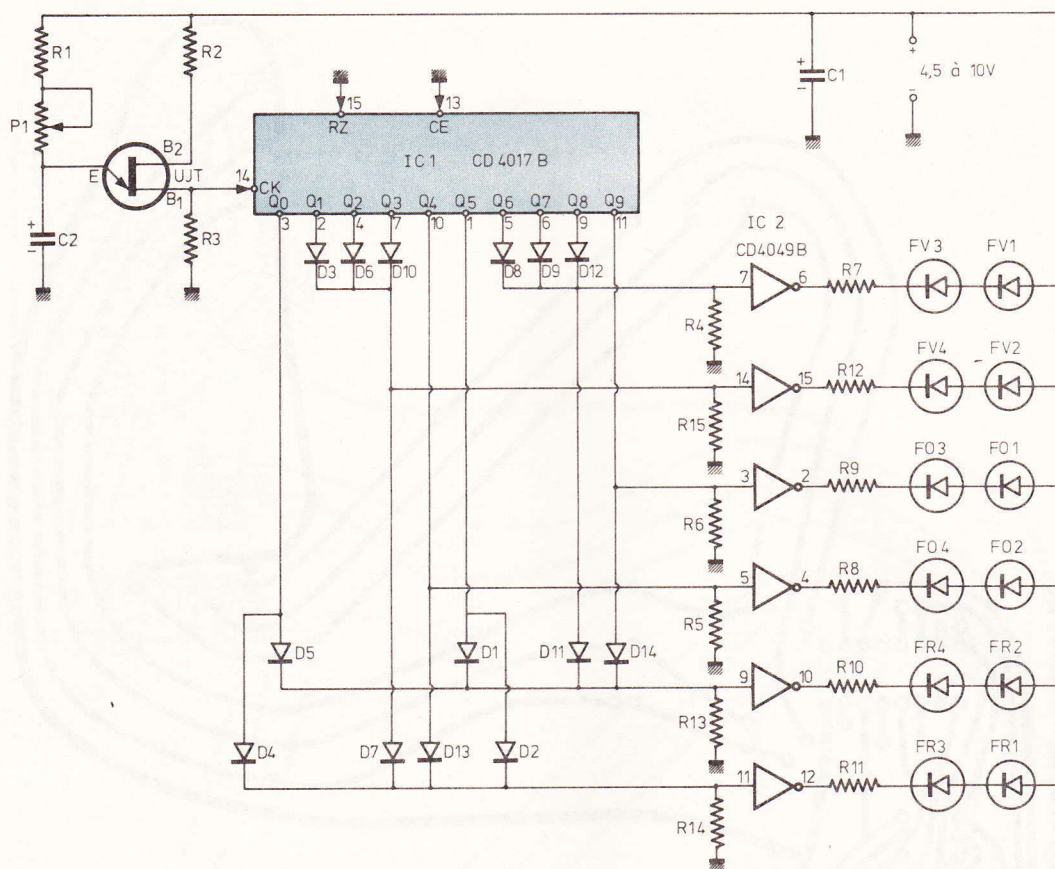 R1
R2
P1
B2
E
UJT
B1
C2
R3
15
13
RZ
CE
IC 1 CD 4017 B
14
CK
Q0 Q1 Q2 Q3 Q4 Q5 Q6 Q7 Q8 Q9
3 2 4 7 10 1 5 6 9 11
D3 D6 D10 D8 D9 D12
+
-
C1
+
-
4,5 à 10V
IC 2
CD4049B
7 6 R7 FV3 FV1
R4
14 15 R12 FV4 FV2
R15
3 2 R9 FO3 FO1
R6
5 4 R8 FO4 FO2
R5
D5 D1 D11 D14
9 10 R10 FR4 FR2
R13
D4 D7 D13 D2
11 12 R11 FR3 FR1
R14
+
-